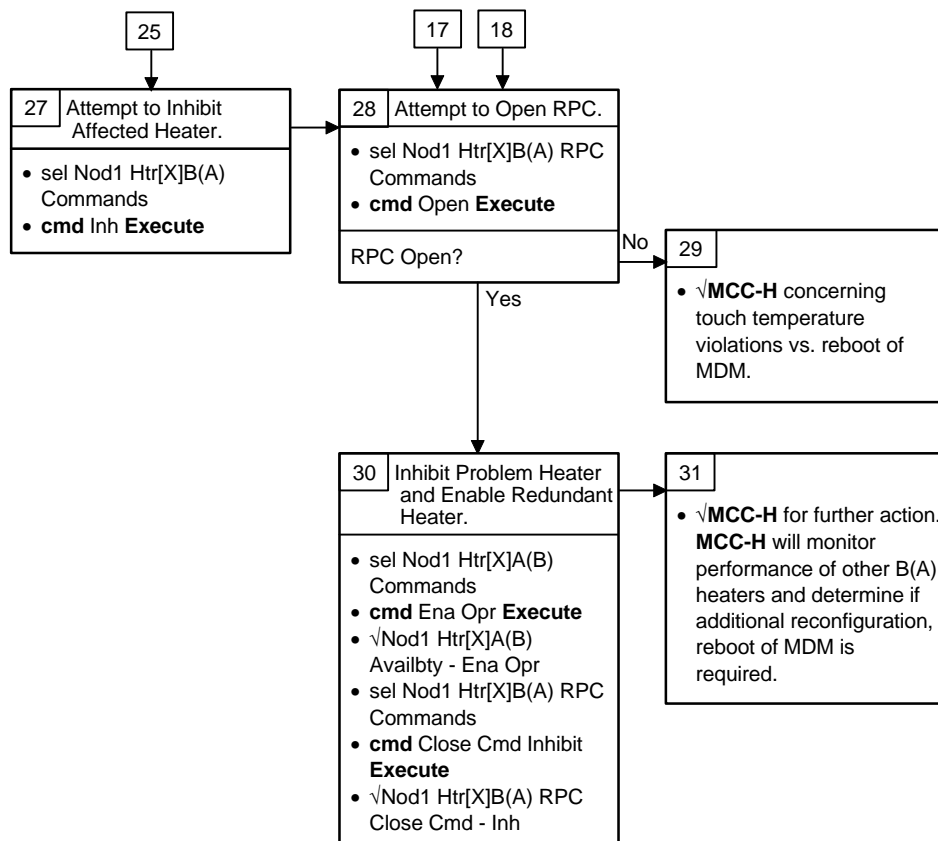 25
17
18
27
Attempt to Inhibit
Affected Heater.
• sel Nod1 Htr[X]B(A)
Commands
• cmd Inh Execute
28
Attempt to Open RPC.
• sel Nod1 Htr[X]B(A) RPC
Commands
• cmd Open Execute
RPC Open?
No
Yes
29
• √MCC-H concerning
touch temperature
violations vs. reboot of
MDM.
30
Inhibit Problem Heater
and Enable Redundant
Heater.
• sel Nod1 Htr[X]A(B)
Commands
• cmd Ena Opr Execute
• √Nod1 Htr[X]A(B)
Availbty - Ena Opr
• sel Nod1 Htr[X]B(A) RPC
Commands
• cmd Close Cmd Inhibit
Execute
• √Nod1 Htr[X]B(A) RPC
Close Cmd - Inh
31
• √MCC-H for further action.
MCC-H will monitor
performance of other B(A)
heaters and determine if
additional reconfiguration,
reboot of MDM is
required.